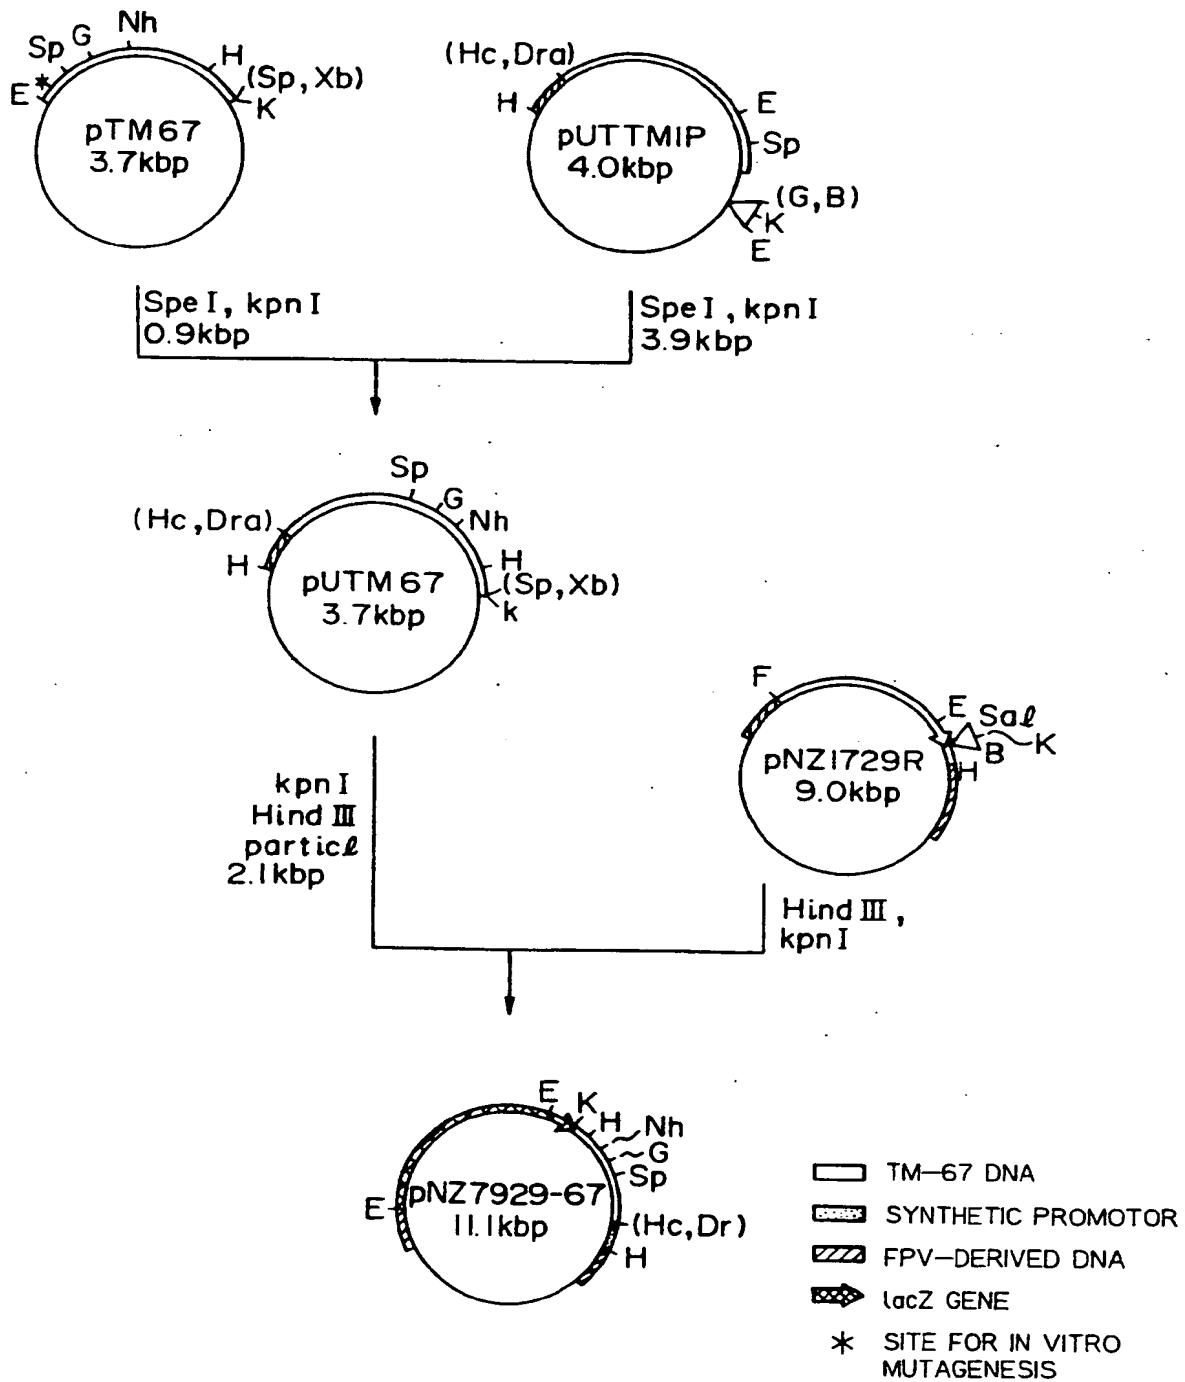 Nh
G
Sp
*
E
H
(Sp, Xb)
K
pTM67
3.7kbp
(Hc, Dra)
H
E
Sp
(G, B)
K
E
pUTTMIP
4.0kbp
SpeI, kpnI
0.9kbp
SpeI, kpnI
3.9kbp
Sp
G
Nh
(Hc, Dra)
H
H
(Sp, Xb)
k
pUTM67
3.7kbp
F
E
Sal
B
K
H
pNZ1729R
9.0kbp
kpnI
Hind III
particl
2.1kbp
Hind III,
kpnI
E
K
H
Nh
G
Sp
(Hc, Dr)
H
E
pNZ7929-67
11.1kbp
TM-67 DNA
SYNTHETIC PROMOTOR
FPV-DERIVED DNA
lacZ GENE
* SITE FOR IN VITRO
MUTAGENESIS